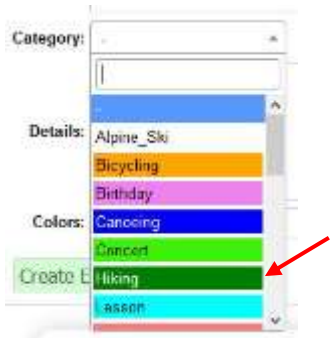 Category: -
-
Alpine_Ski
Details:
Bicycling
Birthday
Colors: Canoeing
Concert
Create E Hiking
Lesson